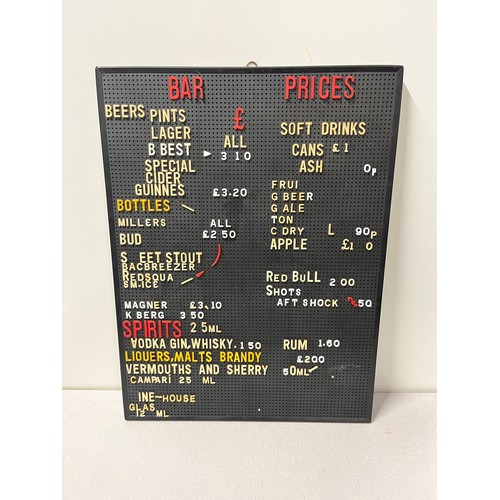 BAR PRICES
BEERS PINTS £
LAGER ALL
B BEST 3 10
SPECIAL
CIDER
GUINNES £3.20
BOTTLES
MILLERS ALL
BUD £2 50
S EET STOUT
BACBREEZER
REDSQUA
SM.ICE
MAGNER £3.10
K BERG 3 50
SPIRITS 25ML
VODKA GIN,WHISKY. 1 50
LIQUERS,MALTS BRANDY
VERMOUTHS AND SHERRY
CAMPARI 25 ML
INE-HOUSE
GLAS
12 ML
SOFT DRINKS
CANS £1
ASH 0p
FRUI
G BEER
G ALE
TON
C DRY L 90p
APPLE £1 0
RED BULL 2 00
SHOTS
AFT SHOCK 50
RUM 1.60
£200
50ML